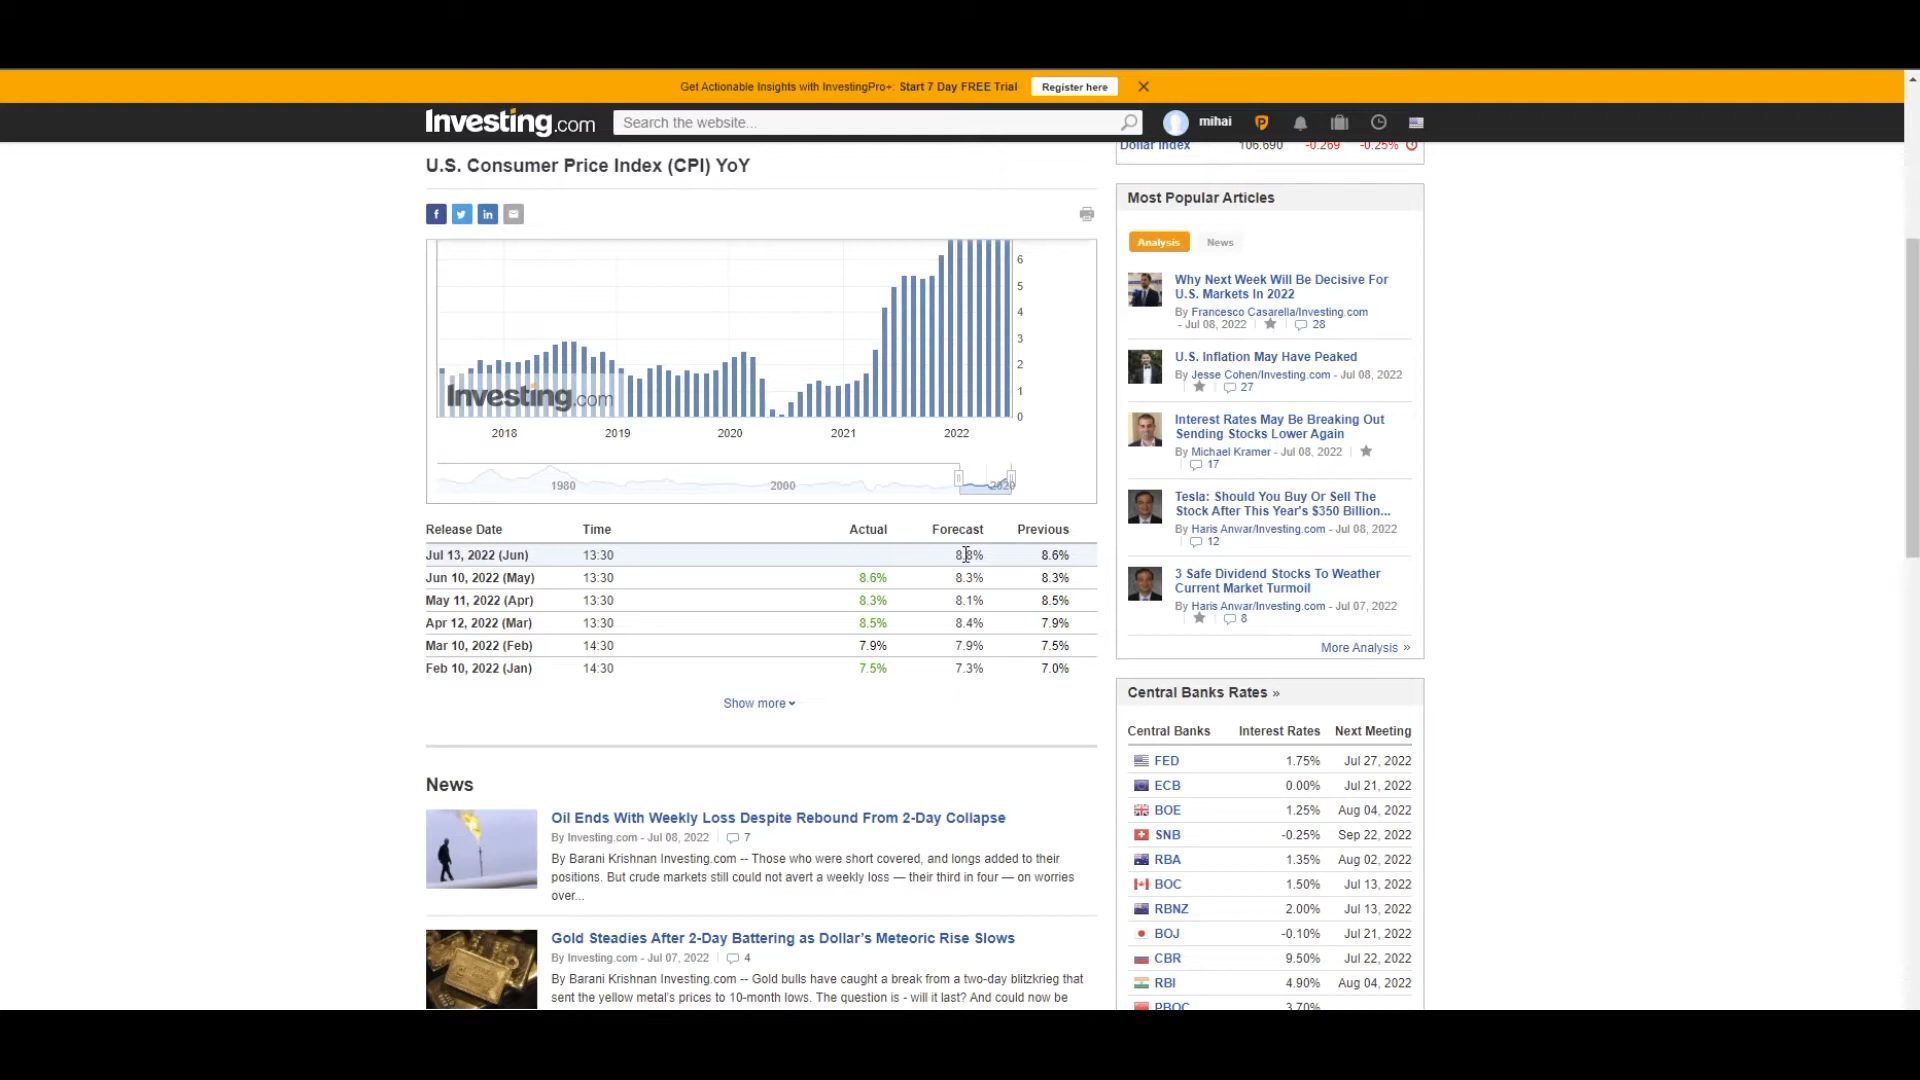 Get Actionable Insights with InvestingPro+: Start 7 Day FREE Trial Register here
Investing.com Search the website... mihai
U.S. Consumer Price Index (CPI) YoY
6
5
4
3
2
1
0
Investing.com
2018 2019 2020 2021 2022
1980 2000 2020
Release Date Time Actual Forecast Previous
Jul 13, 2022 (Jun) 13:30 8.8% 8.6%
Jun 10, 2022 (May) 13:30 8.6% 8.3% 8.3%
May 11, 2022 (Apr) 13:30 8.3% 8.1% 8.5%
Apr 12, 2022 (Mar) 13:30 8.5% 8.4% 7.9%
Mar 10, 2022 (Feb) 14:30 7.9% 7.9% 7.5%
Feb 10, 2022 (Jan) 14:30 7.5% 7.3% 7.0%
Show more
News
Oil Ends With Weekly Loss Despite Rebound From 2-Day Collapse
By Investing.com - Jul 08, 2022 7
By Barani Krishnan Investing.com -- Those who were short covered, and longs added to their
positions. But crude markets still could not avert a weekly loss — their third in four — on worries
over...
Gold Steadies After 2-Day Battering as Dollar’s Meteoric Rise Slows
By Investing.com - Jul 07, 2022 4
By Barani Krishnan Investing.com -- Gold bulls have caught a break from a two-day blitzkrieg that
sent the yellow metal’s prices to 10-month lows. The question is - will it last? And could now be
Dollar Index 106.690 -0.269 -0.25%
Most Popular Articles
Analysis News
Why Next Week Will Be Decisive For
U.S. Markets In 2022
By Francesco Casarella/Investing.com
- Jul 08, 2022 28
U.S. Inflation May Have Peaked
By Jesse Cohen/Investing.com - Jul 08, 2022
27
Interest Rates May Be Breaking Out
Sending Stocks Lower Again
By Michael Kramer - Jul 08, 2022
17
Tesla: Should You Buy Or Sell The
Stock After This Year's $350 Billion...
By Haris Anwar/Investing.com - Jul 08, 2022
12
3 Safe Dividend Stocks To Weather
Current Market Turmoil
By Haris Anwar/Investing.com - Jul 07, 2022
8
More Analysis »
Central Banks Rates »
Central Banks Interest Rates Next Meeting
FED 1.75% Jul 27, 2022
ECB 0.00% Jul 21, 2022
BOE 1.25% Aug 04, 2022
SNB -0.25% Sep 22, 2022
RBA 1.35% Aug 02, 2022
BOC 1.50% Jul 13, 2022
RBNZ 2.00% Jul 13, 2022
BOJ -0.10% Jul 21, 2022
CBR 9.50% Jul 22, 2022
RBI 4.90% Aug 04, 2022
PBOC 3.70%